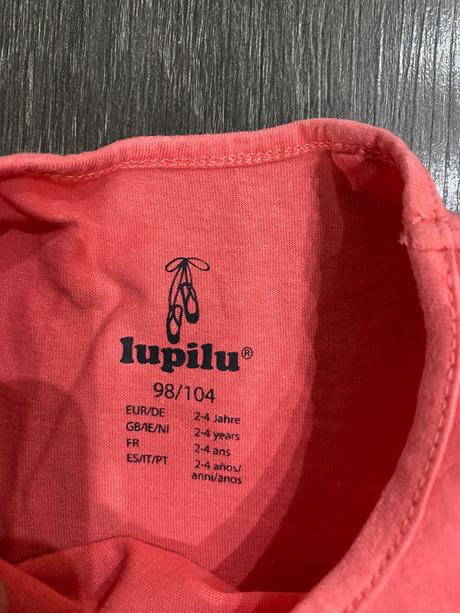 lupilu®
98/104
EUR/DE 2-4 Jahre
GB/IE/NI 2-4 years
FR 2-4 ans
ES/IT/PT 2-4 años/
anni/anos